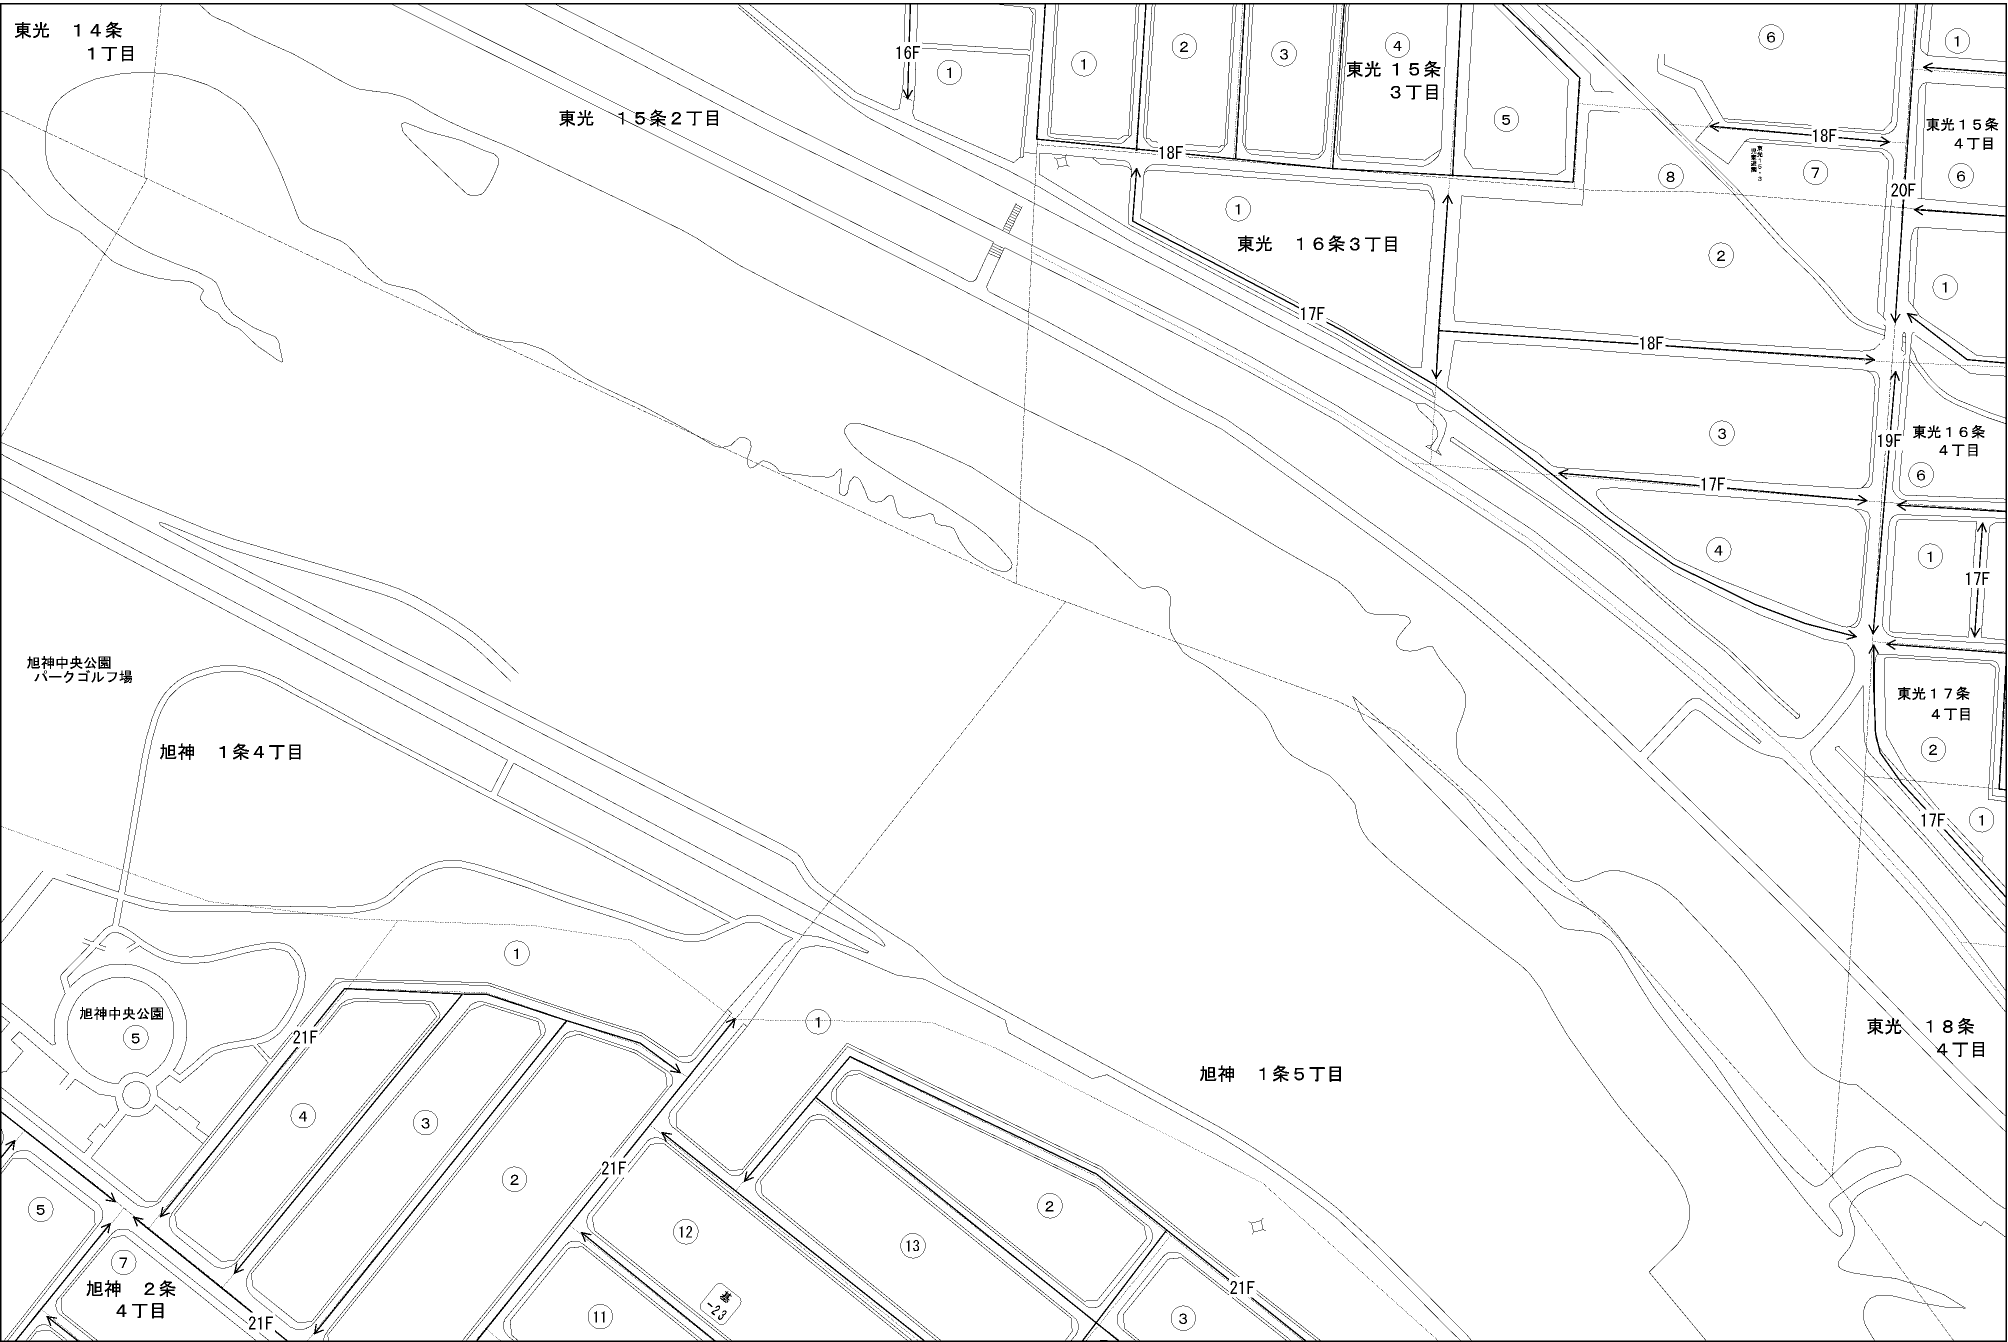 東光　１４条
１丁目
16F
①
①
②
③
④
東光 １５条
３丁目
⑤
⑥
①
東光１５条
４丁目
⑥
東光　１５条２丁目
18F
18F
⑧
⑦
20F
①
東光　１６条３丁目
②
①
17F
18F
③
19F
東光１６条
４丁目
⑥
17F
④
①
17F
旭神中央公園
パークゴルフ場
旭神　１条４丁目
東光１７条
４丁目
②
17F
①
①
旭神中央公園
⑤
21F
①
東光　１８条
４丁目
旭神　１条５丁目
④
③
②
21F
⑤
⑦
旭神　２条
４丁目
21F
⑫
⑬
②
基
-23
⑪
21F
③